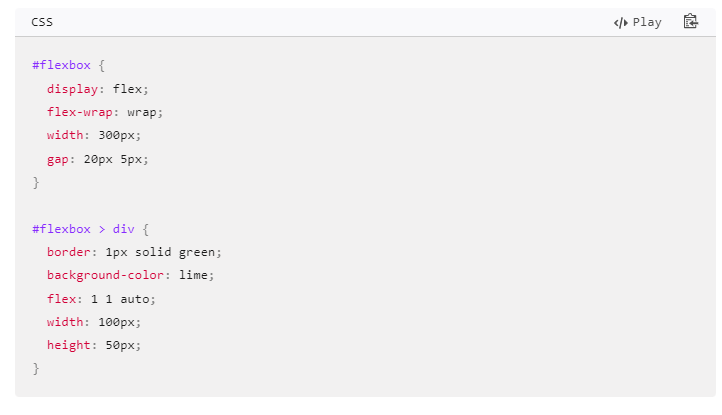 CSS
Play
#flexbox {
  display: flex;
  flex-wrap: wrap;
  width: 300px;
  gap: 20px 5px;
}

#flexbox > div {
  border: 1px solid green;
  background-color: lime;
  flex: 1 1 auto;
  width: 100px;
  height: 50px;
}